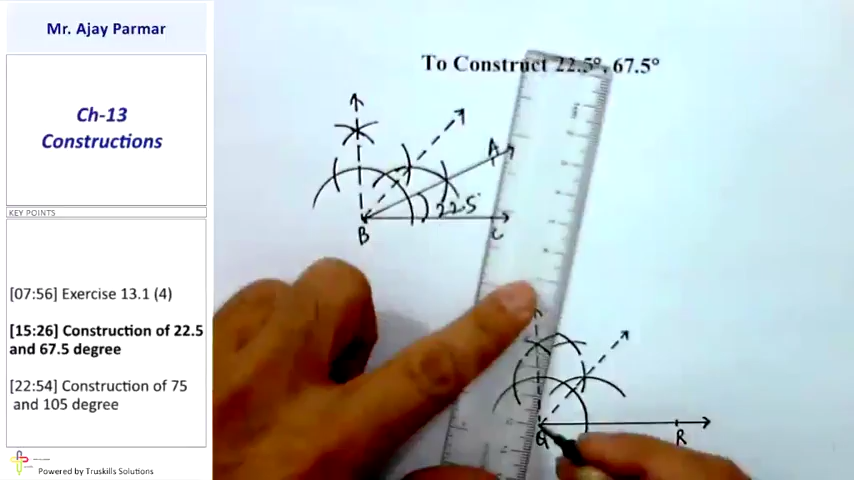 Mr. Ajay Parmar
Ch-13
Constructions
KEY POINTS
[07:56] Exercise 13.1 (4)
[15:26] Construction of 22.5
and 67.5 degree
[22:54] Construction of 75
and 105 degree
Powered by Truskills Solutions
To Construct 22.5°, 67.5°
A
22.5°
B
C
Q
R